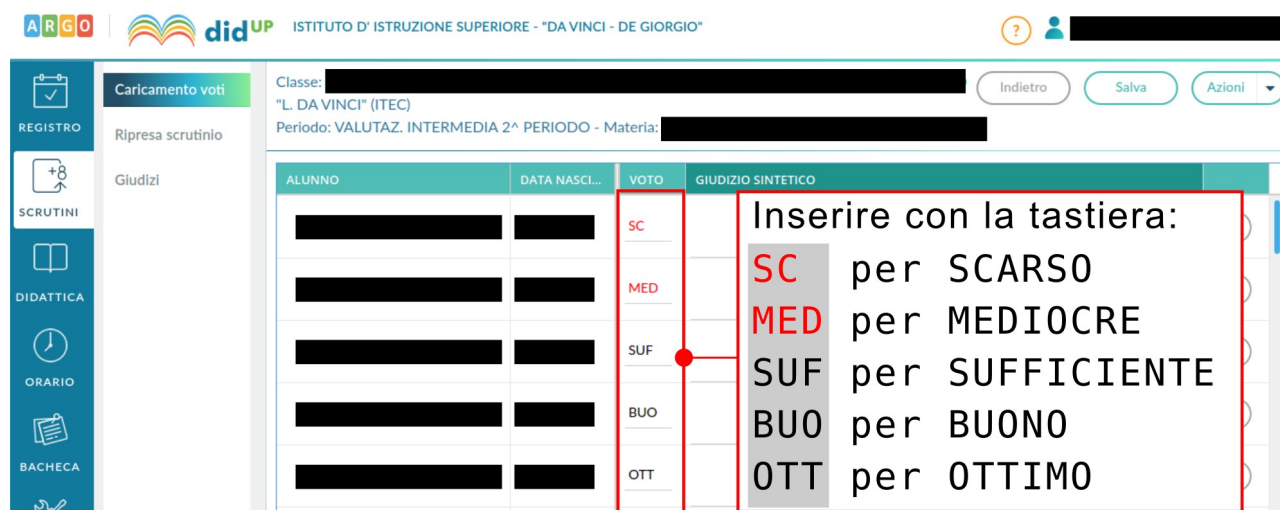 ARGO
didUP
ISTITUTO D' ISTRUZIONE SUPERIORE - "DA VINCI - DE GIORGIO"
?
REGISTRO
+8
SCRUTINI
DIDATTICA
ORARIO
BACHECA
Caricamento voti
Ripresa scrutinio
Giudizi
Classe:
"L. DA VINCI" (ITEC)
Periodo: VALUTAZ. INTERMEDIA 2^ PERIODO - Materia:
Indietro
Salva
Azioni
ALUNNO DATA NASCI... VOTO GIUDIZIO SINTETICO
SC
MED
SUF
BUO
OTT
Inserire con la tastiera:
SC per SCARSO
MED per MEDIOCRE
SUF per SUFFICIENTE
BUO per BUONO
OTT per OTTIMO